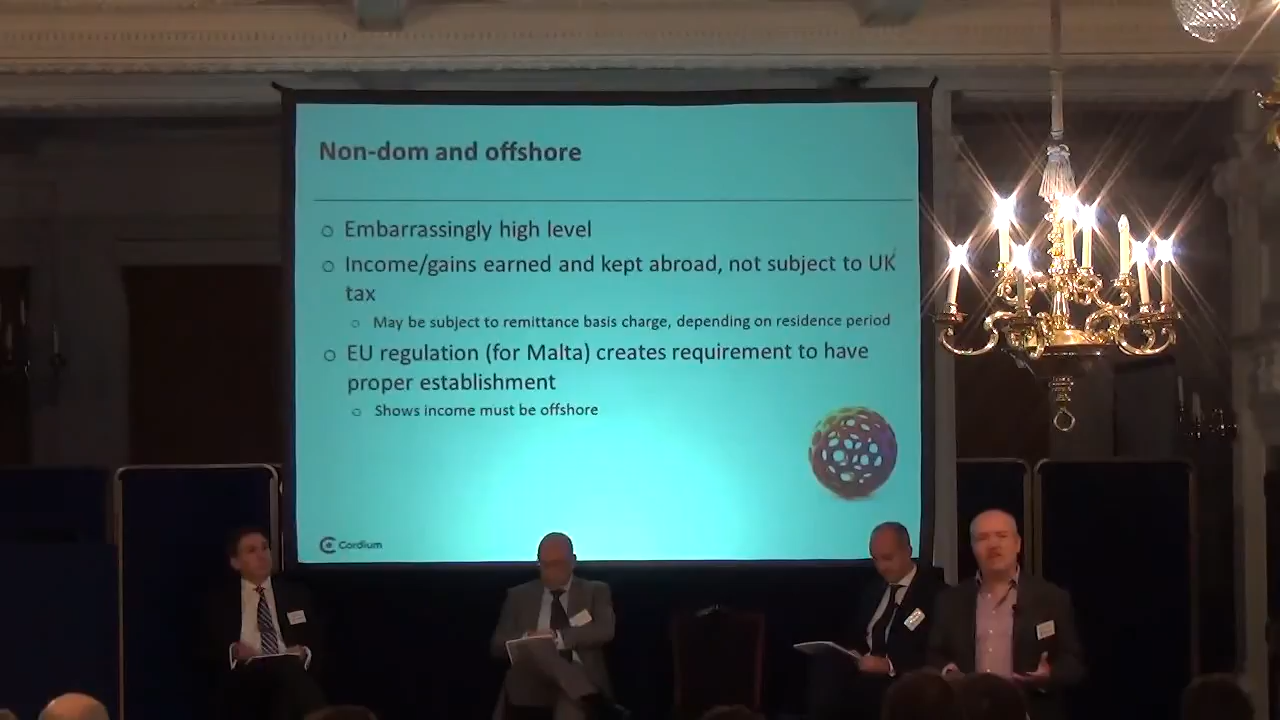 Non-dom and offshore
Embarrassingly high level
Income/gains earned and kept abroad, not subject to UK
tax
May be subject to remittance basis charge, depending on residence period
EU regulation (for Malta) creates requirement to have
proper establishment
Shows income must be offshore
Cordium